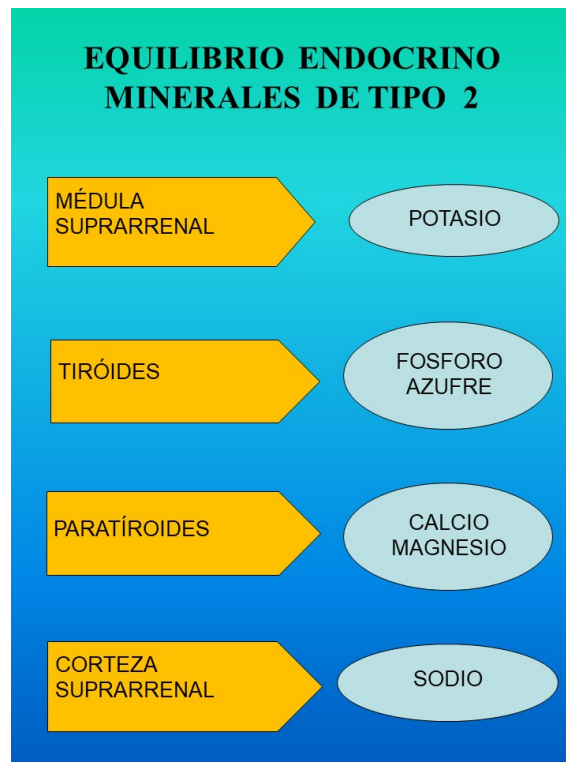 EQUILIBRIO ENDOCRINO
MINERALES DE TIPO 2
MÉDULA
SUPRARRENAL
POTASIO
TIRÓIDES
FOSFORO
AZUFRE
PARATÍROIDES
CALCIO
MAGNESIO
CORTEZA
SUPRARRENAL
SODIO